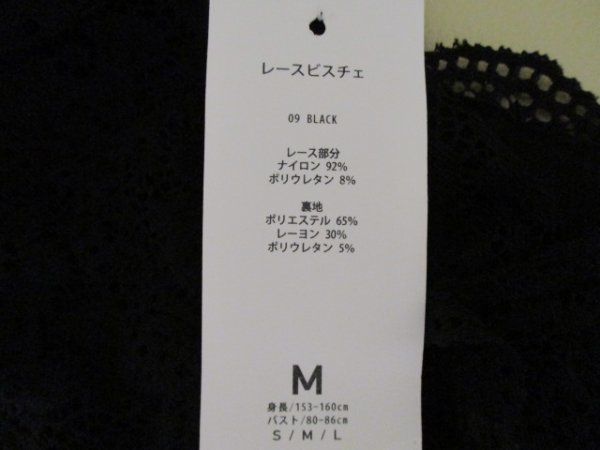 レースビスチェ
09 BLACK
レース部分
ナイロン 92%
ポリウレタン 8%
裏地
ポリエステル 65%
レーヨン 30%
ポリウレタン 5%
M
身長/153-160cm
バスト/80-86cm
S / M / L